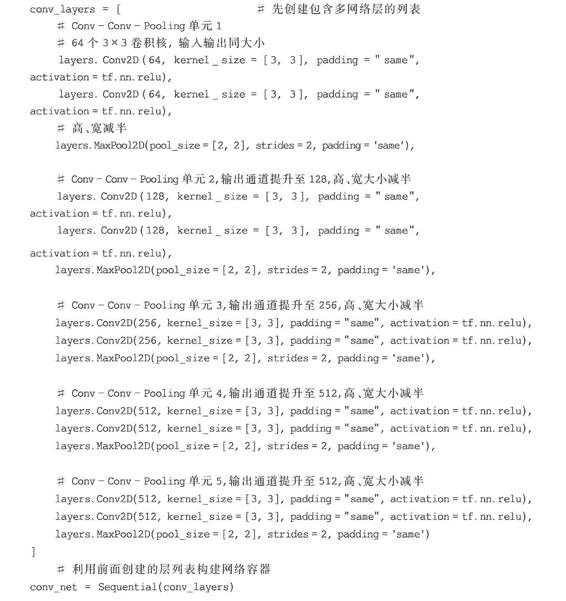 conv_layers = [ # 先创建包含多网络层的列表
# Conv-Conv-Pooling 单元 1
# 64 个 3×3 卷积核, 输入输出同大小
layers.Conv2D(64, kernel_size = [3, 3], padding = "same",
activation = tf.nn.relu),
layers.Conv2D(64, kernel_size = [3, 3], padding = "same",
activation = tf.nn.relu),
# 高、宽减半
layers.MaxPool2D(pool_size = [2, 2], strides = 2, padding = 'same'),
# Conv-Conv-Pooling 单元 2,输出通道提升至 128,高、宽大小减半
layers.Conv2D(128, kernel_size = [3, 3], padding = "same",
activation = tf.nn.relu),
layers.Conv2D(128, kernel_size = [3, 3], padding = "same",
activation = tf.nn.relu),
layers.MaxPool2D(pool_size = [2, 2], strides = 2, padding = 'same'),
# Conv-Conv-Pooling 单元 3,输出通道提升至 256,高、宽大小减半
layers.Conv2D(256, kernel_size = [3, 3], padding = "same", activation = tf.nn.relu),
layers.Conv2D(256, kernel_size = [3, 3], padding = "same", activation = tf.nn.relu),
layers.MaxPool2D(pool_size = [2, 2], strides = 2, padding = 'same'),
# Conv-Conv-Pooling 单元 4,输出通道提升至 512,高、宽大小减半
layers.Conv2D(512, kernel_size = [3, 3], padding = "same", activation = tf.nn.relu),
layers.Conv2D(512, kernel_size = [3, 3], padding = "same", activation = tf.nn.relu),
layers.MaxPool2D(pool_size = [2, 2], strides = 2, padding = 'same'),
# Conv-Conv-Pooling 单元 5,输出通道提升至 512,高、宽大小减半
layers.Conv2D(512, kernel_size = [3, 3], padding = "same", activation = tf.nn.relu),
layers.Conv2D(512, kernel_size = [3, 3], padding = "same", activation = tf.nn.relu),
layers.MaxPool2D(pool_size = [2, 2], strides = 2, padding = 'same')
]
# 利用前面创建的层列表构建网络容器
conv_net = Sequential(conv_layers)